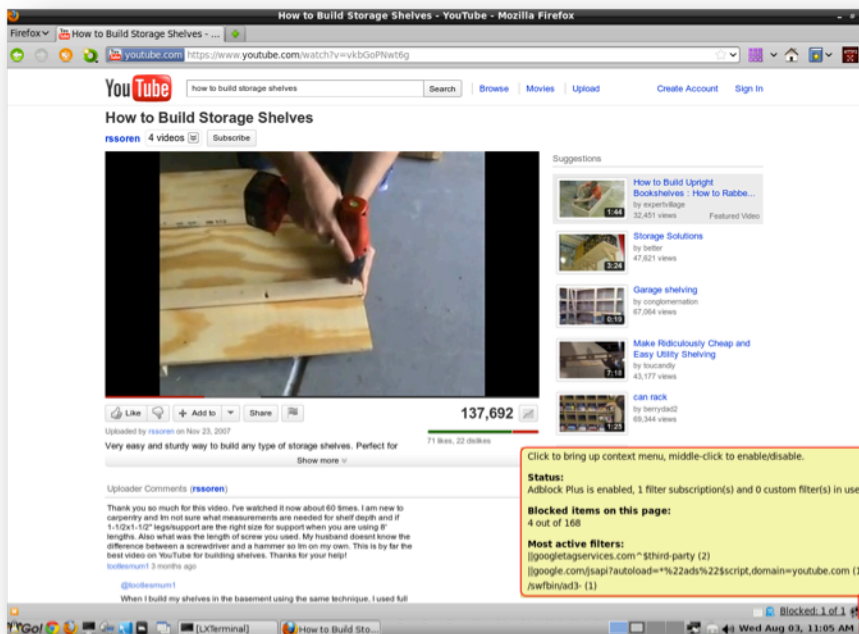 How to Build Storage Shelves - YouTube - Mozilla Firefox
Firefox
How to Build Storage Shelves - ...
youtube.com https://www.youtube.com/watch?v=vkbGoPNwt6g
YouTube
how to build storage shelves
Search
Browse
Movies
Upload
Create Account
Sign In
How to Build Storage Shelves
rssoren 4 videos
Subscribe
137,692
Like
Add to
Share
Uploaded by rssoren on Nov 23, 2007
71 likes, 22 dislikes
Very easy and sturdy way to build any type of storage shelves. Perfect for
Show more
Uploader Comments (rssoren)
Thank you so much for this video. I've watched it now about 60 times. I am new to
carpentry and Im not sure what measurements are needed for shelf depth and if
1-1/2x1-1/2" legs/support are the right size for support when you are using 8'
lengths. Also what was the length of screw you used. My husband doesnt know the
difference between a screwdriver and a hammer so Im on my own. This is by far the
best video on YouTube for building shelves. Thanks for your help!
tootlesmum1 3 months ago
@tootlesmum1
When I build my shelves in the basement using the same technique, I used full
Suggestions
How to Build Upright
Bookshelves : How to Rabbe...
by expertvillage
32,451 views
Featured Video
1:44
Storage Solutions
by better
47,621 views
3:24
Garage shelving
by conglomernation
67,064 views
0:19
Make Ridiculously Cheap and
Easy Utility Shelving
by toucandiy
43,177 views
7:18
can rack
by berrydad2
69,344 views
1:25
Click to bring up context menu, middle-click to enable/disable.
Status:
Adblock Plus is enabled, 1 filter subscription(s) and 0 custom filter(s) in use
Blocked items on this page:
4 out of 168
Most active filters:
||googletagservices.com^$third-party (2)
||google.com/jsapi?autoload=*%22ads%22$script,domain=youtube.com (1
/swfbin/ad3- (1)
Blocked: 1 of 1
Go!
[LXTerminal]
How to Build Sto...
Wed Aug 03, 11:05 AM